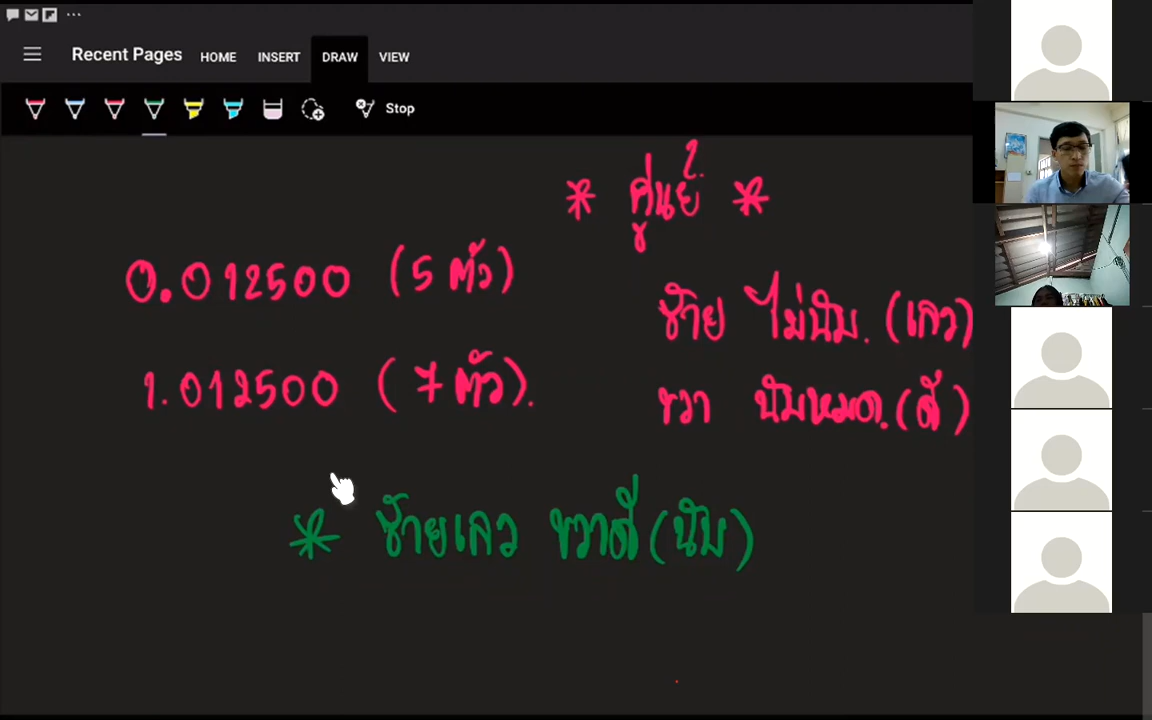 Recent Pages HOME INSERT DRAW VIEW
Stop
* ศูนย์ *
0.012500 (5 ตัว)
ซ้าย ไม่นับ. (เลว)
1.012500 (7 ตัว).
ขวา นับหมด. (ดี)
* ซ้ายเลว ขวาดี (นับ)